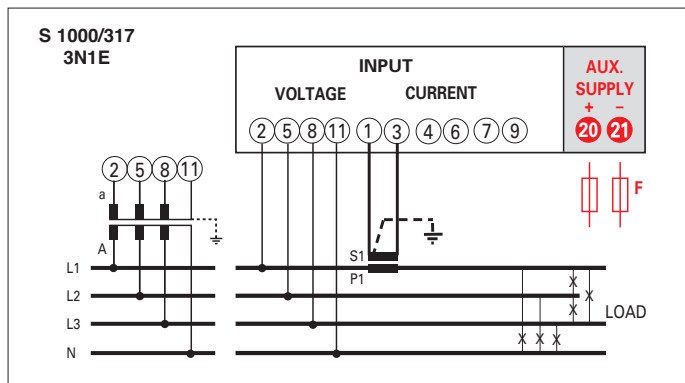 S 1000/317
3N1E
INPUT
VOLTAGE CURRENT
2 5 8 11 1 3 4 6 7 9
AUX.
SUPPLY
+ −
20 21
F
2 5 8 11
a
A
S1
P1
L1
L2
L3
N
X X
X
X X X
LOAD